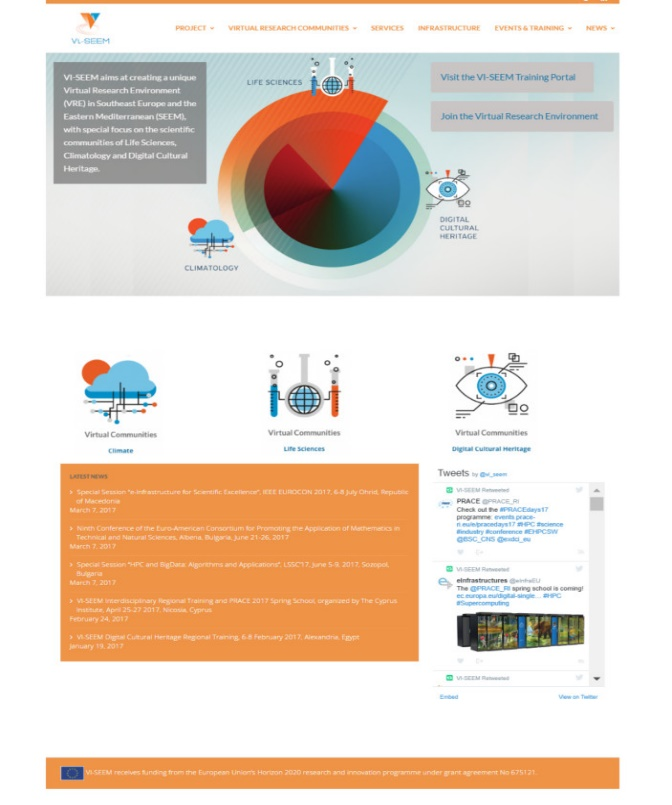 VI-SEEM
PROJECT
VIRTUAL RESEARCH COMMUNITIES
SERVICES
INFRASTRUCTURE
EVENTS & TRAINING
NEWS
VI-SEEM aims at creating a unique
Virtual Research Environment
(VRE) in Southeast Europe and the
Eastern Mediterranean (SEEM),
with special focus on the scientific
communities of Life Sciences,
Climatology and Digital Cultural
Heritage.
LIFE SCIENCES
Visit the VI-SEEM Training Portal
Join the Virtual Research Environment
DIGITAL
CULTURAL
HERITAGE
CLIMATOLOGY
Virtual Communities
Climate
Virtual Communities
Life Sciences
Virtual Communities
Digital Cultural Heritage
LATEST NEWS
Special Session "e-Infrastructure for Scientific Excellence", IEEE EUROCON 2017, 6-8 July Ohrid, Republic
of Macedonia
March 7, 2017
Ninth Conference of the Euro-American Consortium for Promoting the Application of Mathematics in
Technical and Natural Sciences, Albena, Bulgaria, June 21-26, 2017
March 7, 2017
Special Session "HPC and BigData: Algorithms and Applications", LSSC'17, June 5-9, 2017, Sozopol,
Bulgaria
March 7, 2017
VI-SEEM Interdisciplinary Regional Training and PRACE 2017 Spring School, organized by The Cyprus
Institute, April 25-27 2017, Nicosia, Cyprus
February 24, 2017
VI-SEEM Digital Cultural Heritage Regional Training, 6-8 February 2017, Alexandria, Egypt
January 19, 2017
Tweets by @vi_seem
VI-SEEM Retweeted
PRACE @PRACE_RI
Check out the #PRACEdays17
programme: events.prace-
ri.eu/e/pracedays17 #HPC #science
#industry #conference #EHPCSW
@BSC_CNS @exdci_eu
VI-SEEM Retweeted
eInfrastructures @eInfraEU
The @PRACE_RI spring school is coming!
ec.europa.eu/digital-single… #HPC
#Supercomputing
VI-SEEM Retweeted
Embed
View on Twitter
VI-SEEM receives funding from the European Union's Horizon 2020 research and innovation programme under grant agreement No 675121.